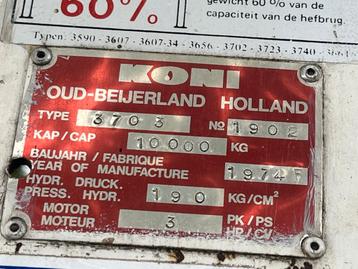 60%
gewicht 60% van de
capaciteit van de hefbrug.
Typen: 3590 - 3607 - 3607-34 - 3656 - 3702 - 3723 - 3740 -
KONI
OUD-BEIJERLAND HOLLAND
TYPE 3703 No 1902
KAP/CAP 10000 KG
BAUJAHR / FABRIQUE
YEAR OF MANUFACTURE 1974
HYDR. DRUCK.
PRESS. HYDR. 190 KG/CM²
MOTOR PK/PS
MOTEUR 3 HP/CV